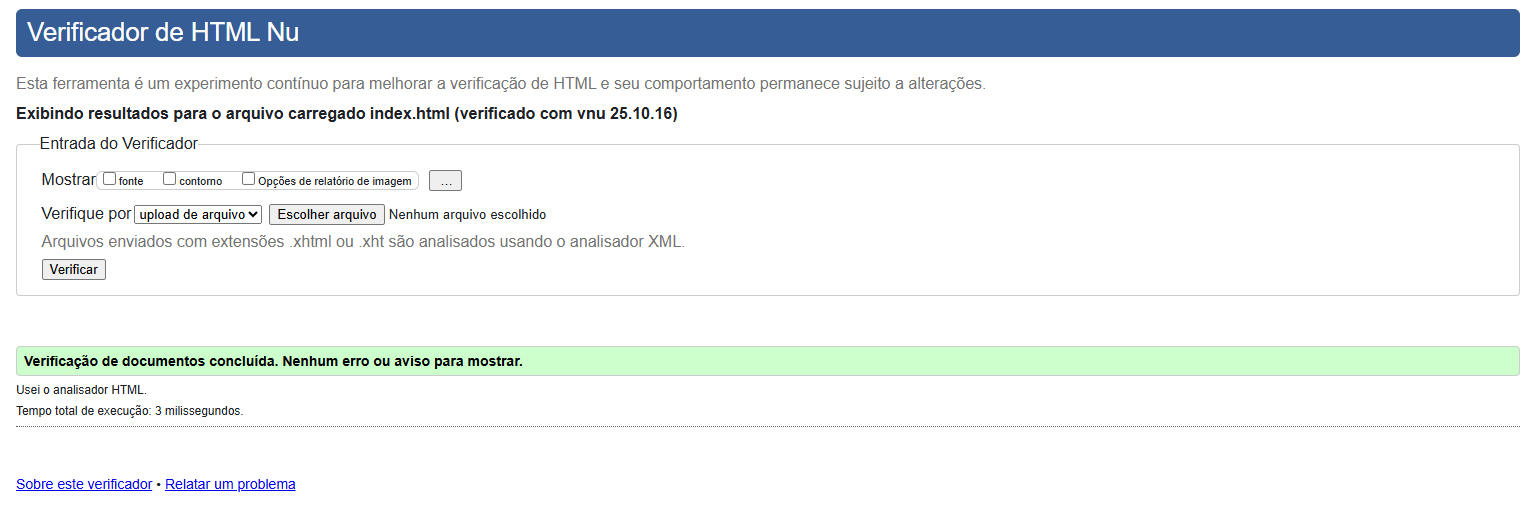 Verificador de HTML Nu
Esta ferramenta é um experimento contínuo para melhorar a verificação de HTML e seu comportamento permanece sujeito a alterações.
Exibindo resultados para o arquivo carregado index.html (verificado com vnu 25.10.16)
Entrada do Verificador
Mostrar fonte contorno Opções de relatório de imagem ...
Verifique por upload de arquivo Escolher arquivo Nenhum arquivo escolhido
Arquivos enviados com extensões .xhtml ou .xht são analisados usando o analisador XML.
Verificar
Verificação de documentos concluída. Nenhum erro ou aviso para mostrar.
Usei o analisador HTML.
Tempo total de execução: 3 milissegundos.
Sobre este verificador • Relatar um problema